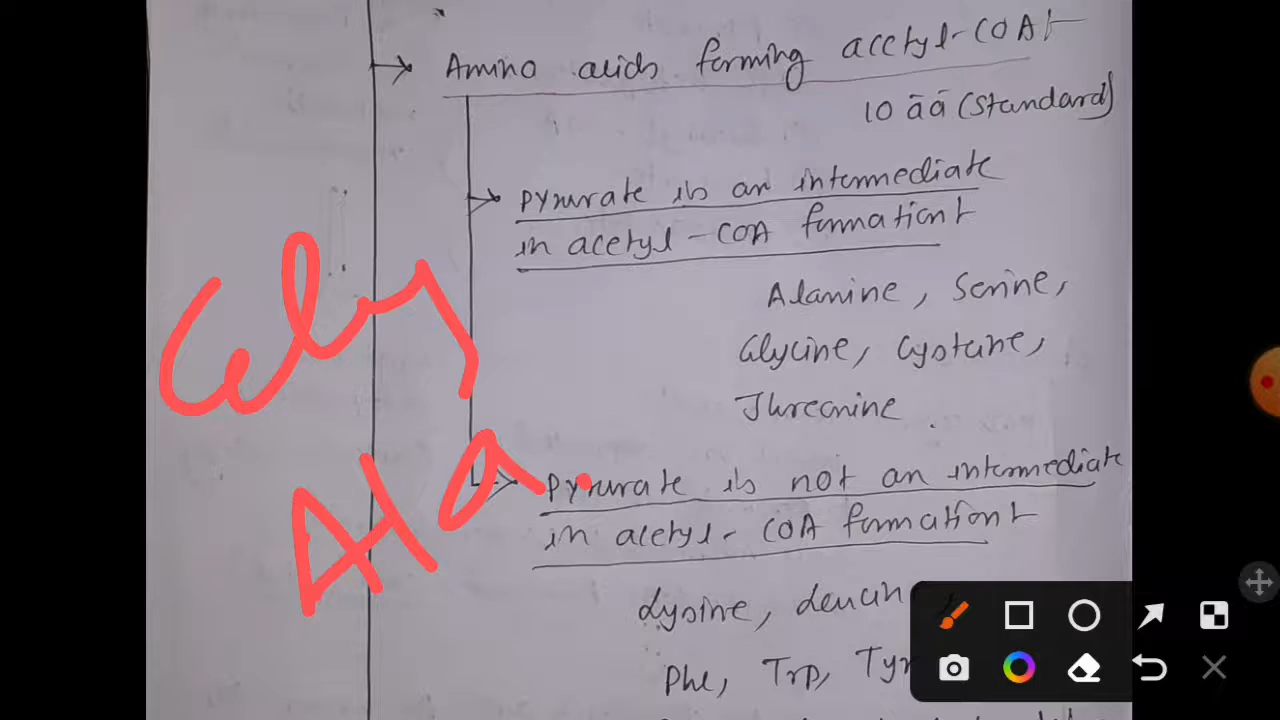 → Amino acids forming acetyl-COA :-
10 āā (Standard)
→ Pyruvate is an intermediate
in acetyl-COA formation :-
Alanine, Serine,
Glycine, Cysteine,
Threonine
→ Pyruvate is not an intermediate
in acetyl-COA formation :-
Lysine, Leucin
Phe, Trp, Tyr
Gly
Ala